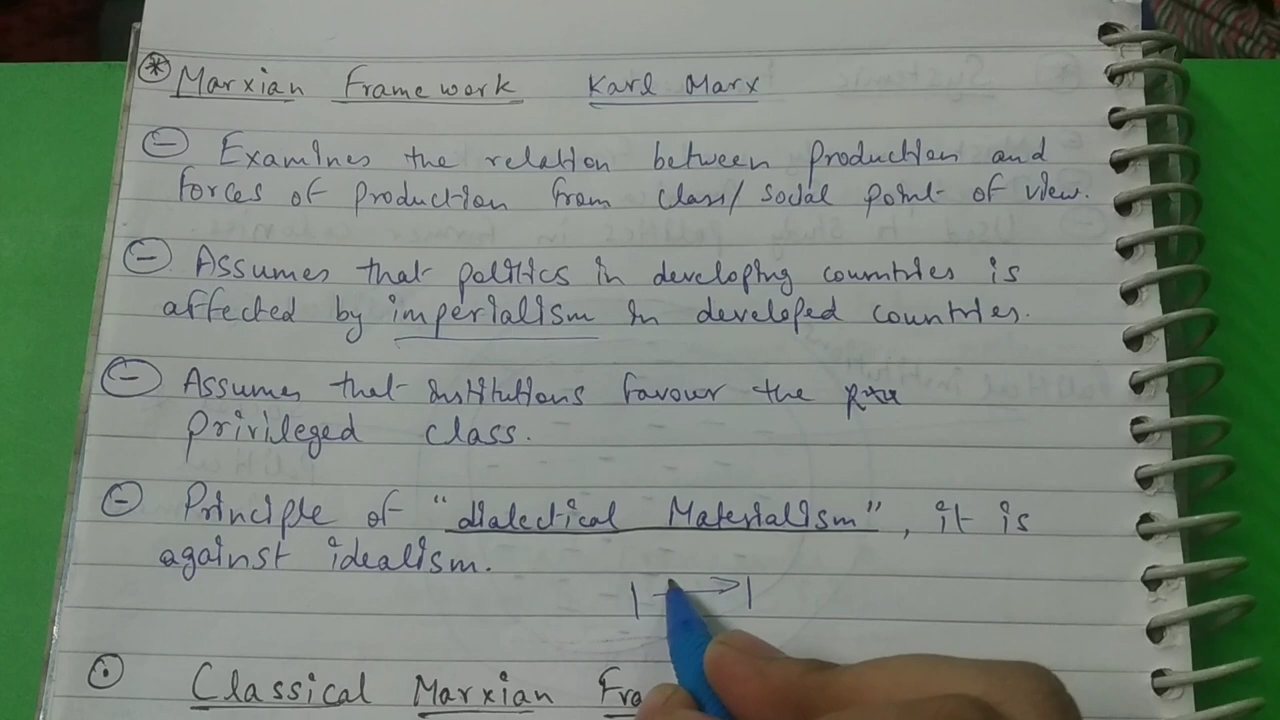 * Marxian Framework Karl Marx
- Examines the relation between production and
forces of production from class/social point of view.
- Assumes that politics in developing countries is
affected by imperialism in developed countries.
- Assumes that institutions favour the
privileged class.
- Principle of "dialectical Materialism", it is
against idealism.
Classical Marxian Fra